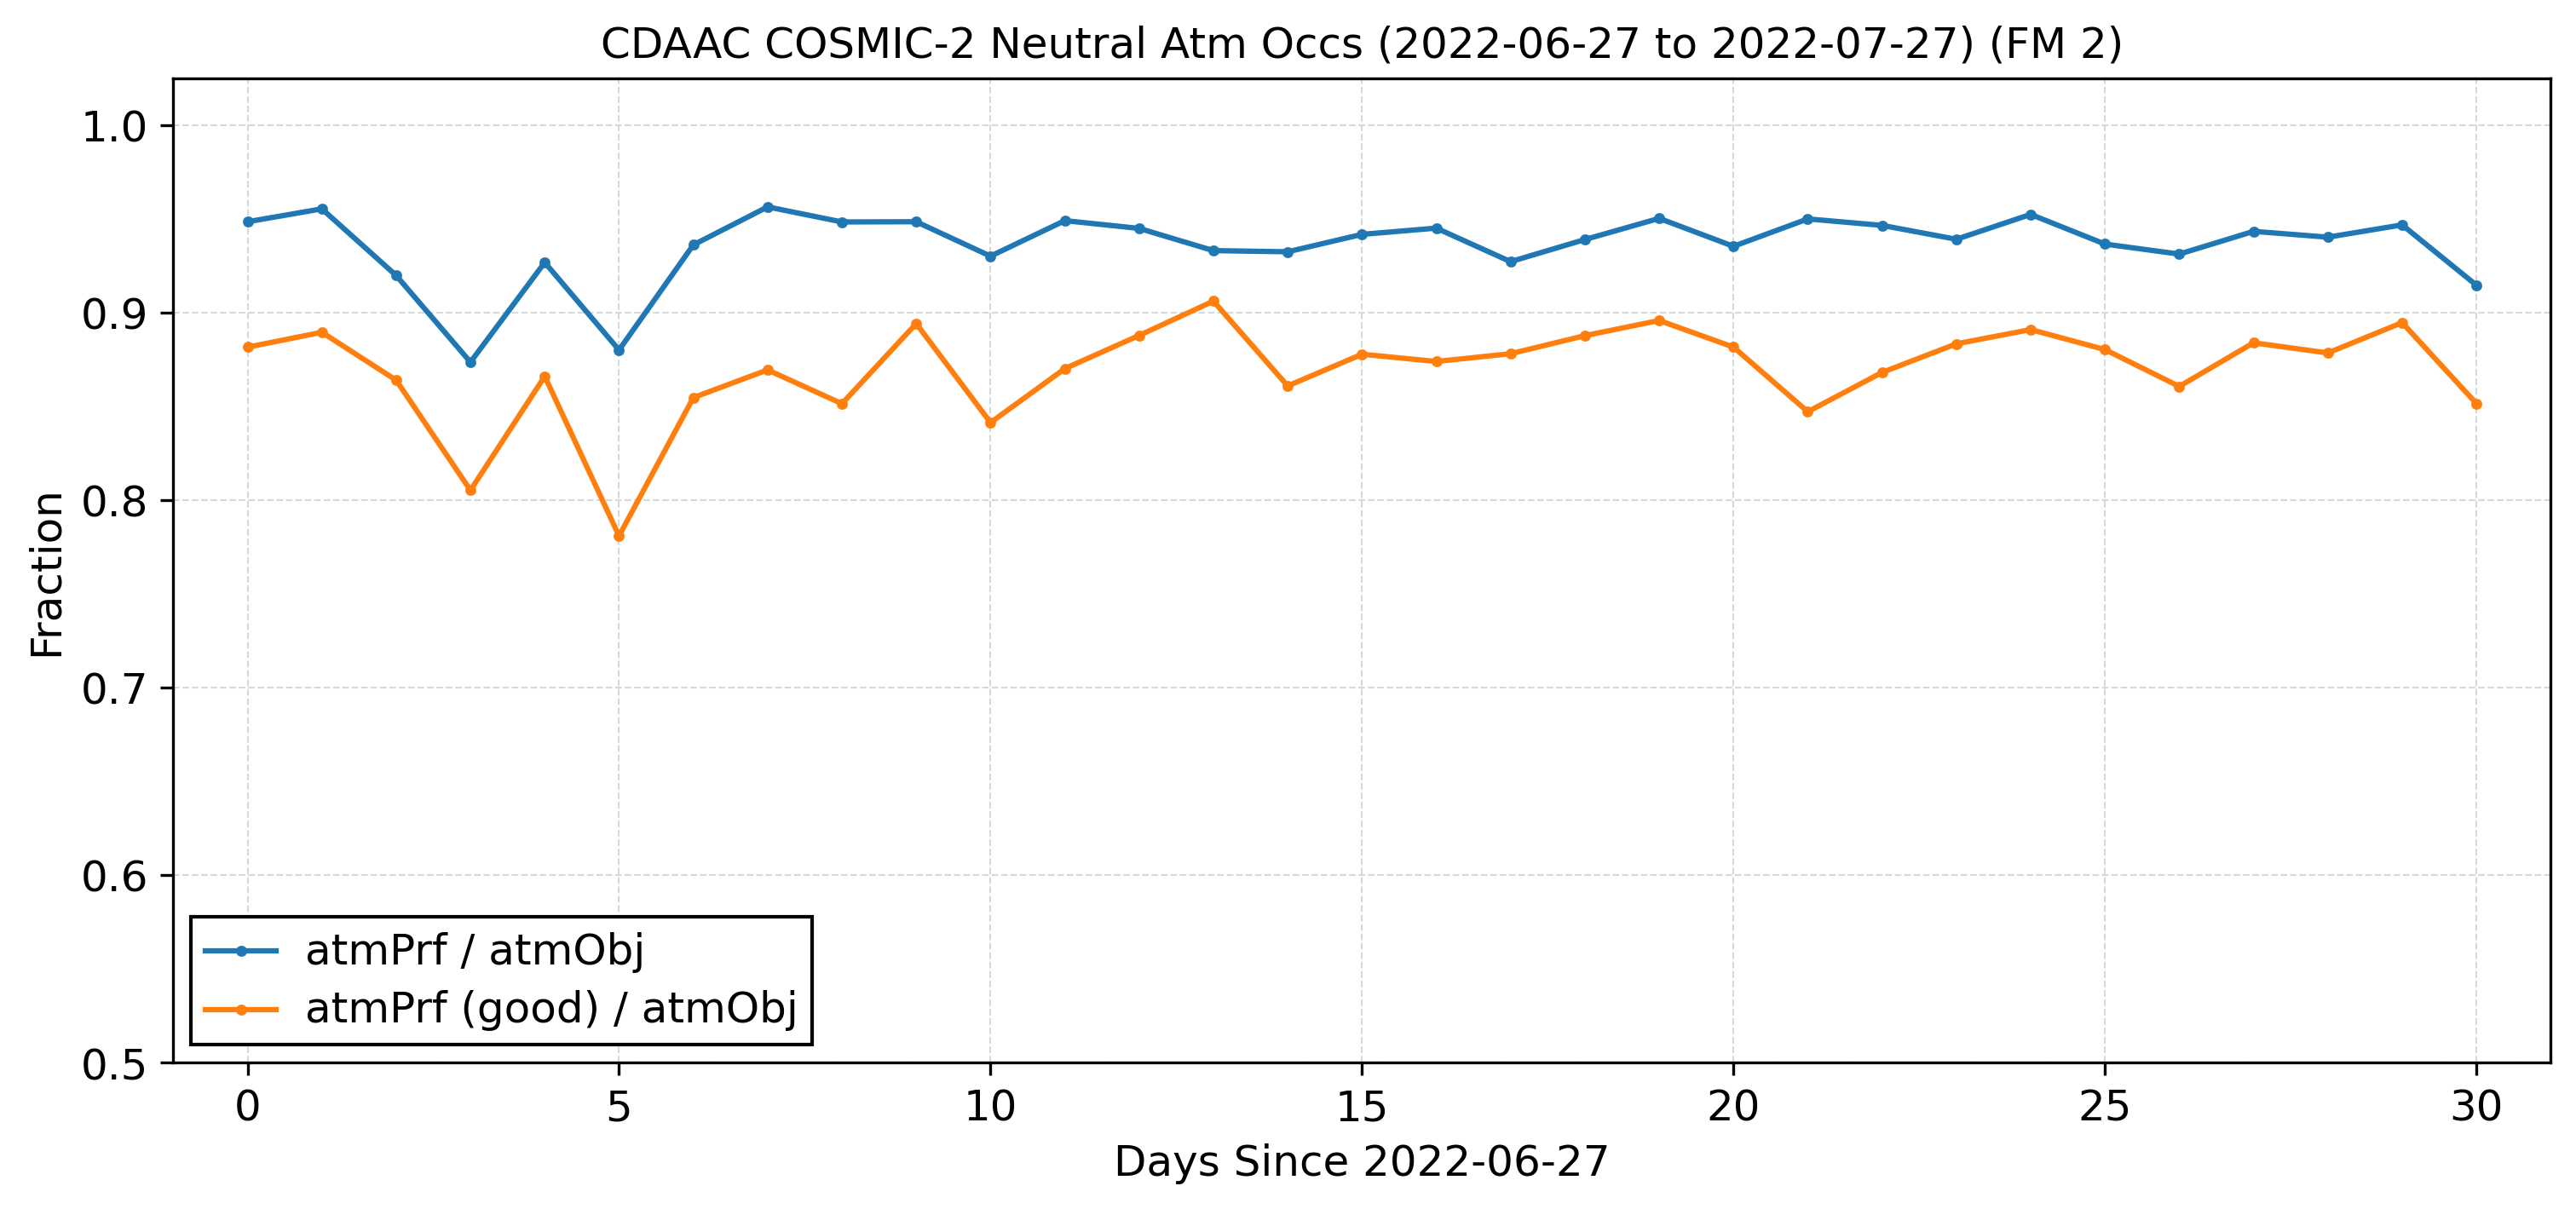 CDAAC COSMIC-2 Neutral Atm Occs (2022-06-27 to 2022-07-27) (FM 2)
Fraction
1.0
0.9
0.8
0.7
0.6
0.5
atmPrf / atmObj
atmPrf (good) / atmObj
0 5 10 15 20 25 30
Days Since 2022-06-27